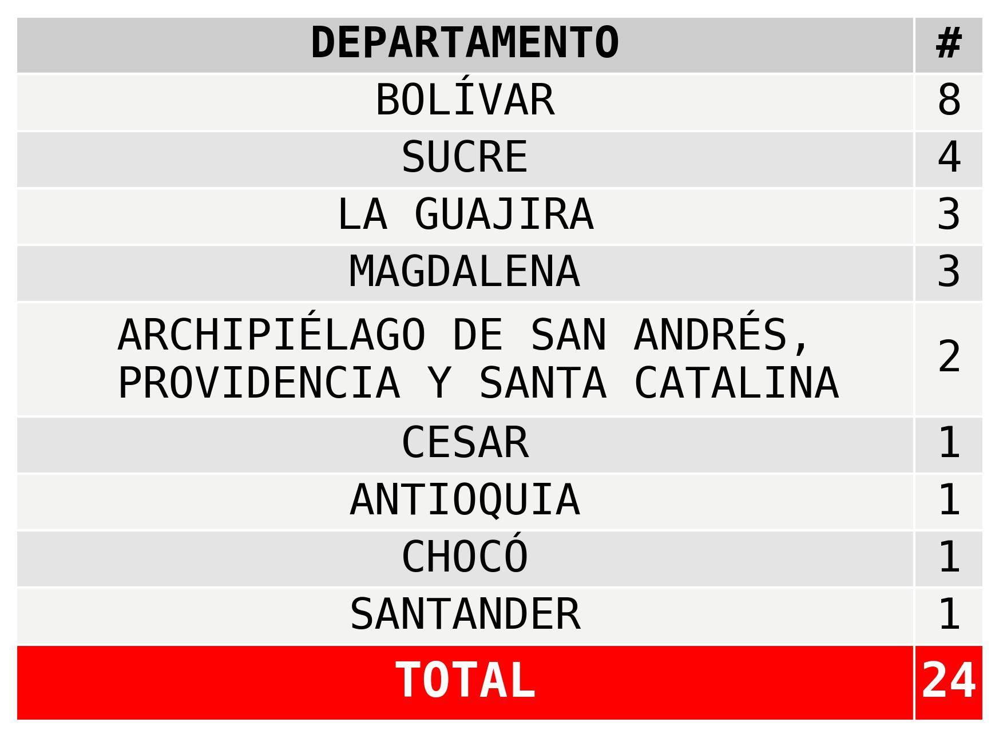 DEPARTAMENTO #
BOLÍVAR 8
SUCRE 4
LA GUAJIRA 3
MAGDALENA 3
ARCHIPIÉLAGO DE SAN ANDRÉS,
PROVIDENCIA Y SANTA CATALINA 2
CESAR 1
ANTIOQUIA 1
CHOCÓ 1
SANTANDER 1
TOTAL 24